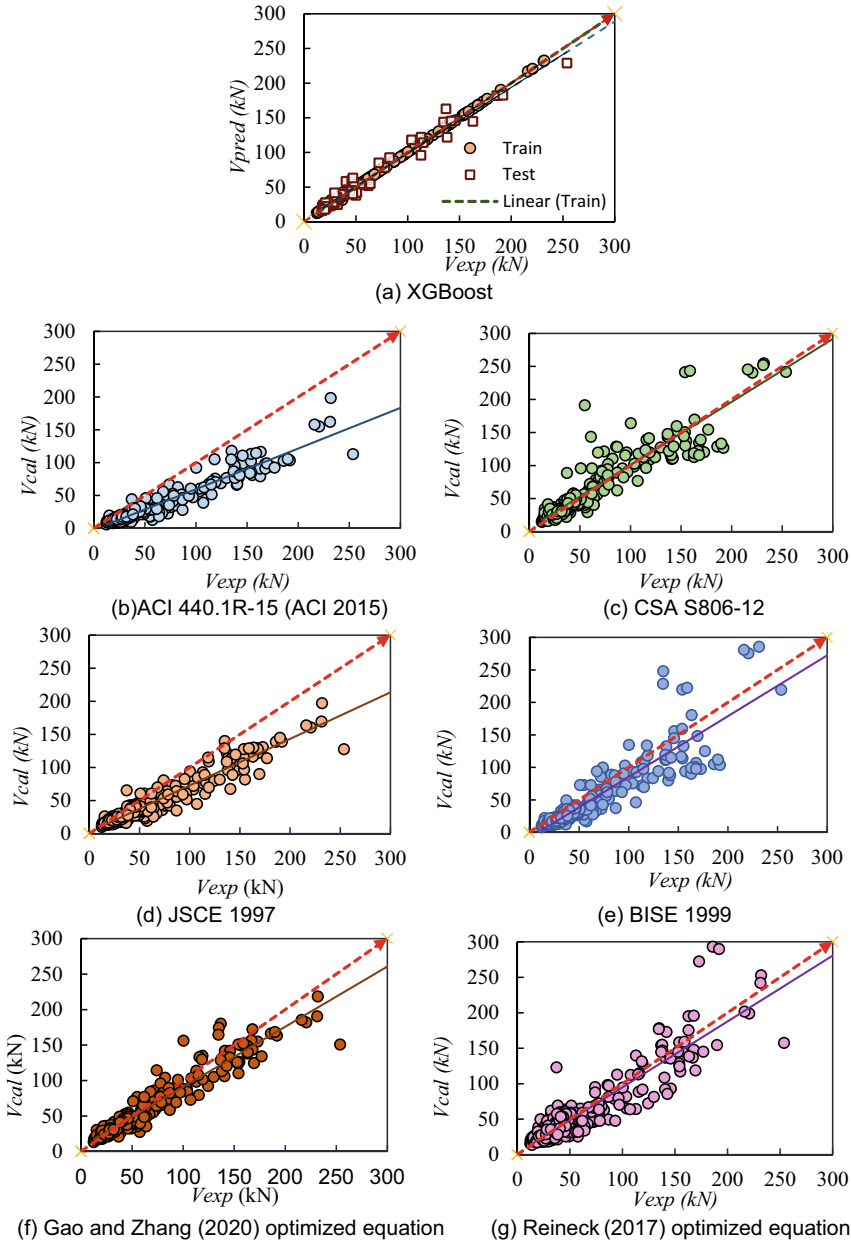 300
250
200
150
100
50
0
Vpred (kN)
Train
Test
Linear (Train)
0 50 100 150 200 250 300
Vexp (kN)
(a) XGBoost
300
250
200
150
100
50
0
Vcal (kN)
0 50 100 150 200 250 300
Vexp (kN)
(b)ACI 440.1R-15 (ACI 2015)
300
250
200
150
100
50
0
Vcal (kN)
0 50 100 150 200 250 300
Vexp (kN)
(c) CSA S806-12
300
250
200
150
100
50
0
Vcal (kN)
0 50 100 150 200 250 300
Vexp (kN)
(d) JSCE 1997
300
250
200
150
100
50
0
Vcal (kN)
0 50 100 150 200 250 300
Vexp (kN)
(e) BISE 1999
300
250
200
150
100
50
0
Vcal (kN)
0 50 100 150 200 250 300
Vexp (kN)
(f) Gao and Zhang (2020) optimized equation
300
250
200
150
100
50
0
Vcal (kN)
0 50 100 150 200 250 300
Vexp (kN)
(g) Reineck (2017) optimized equation